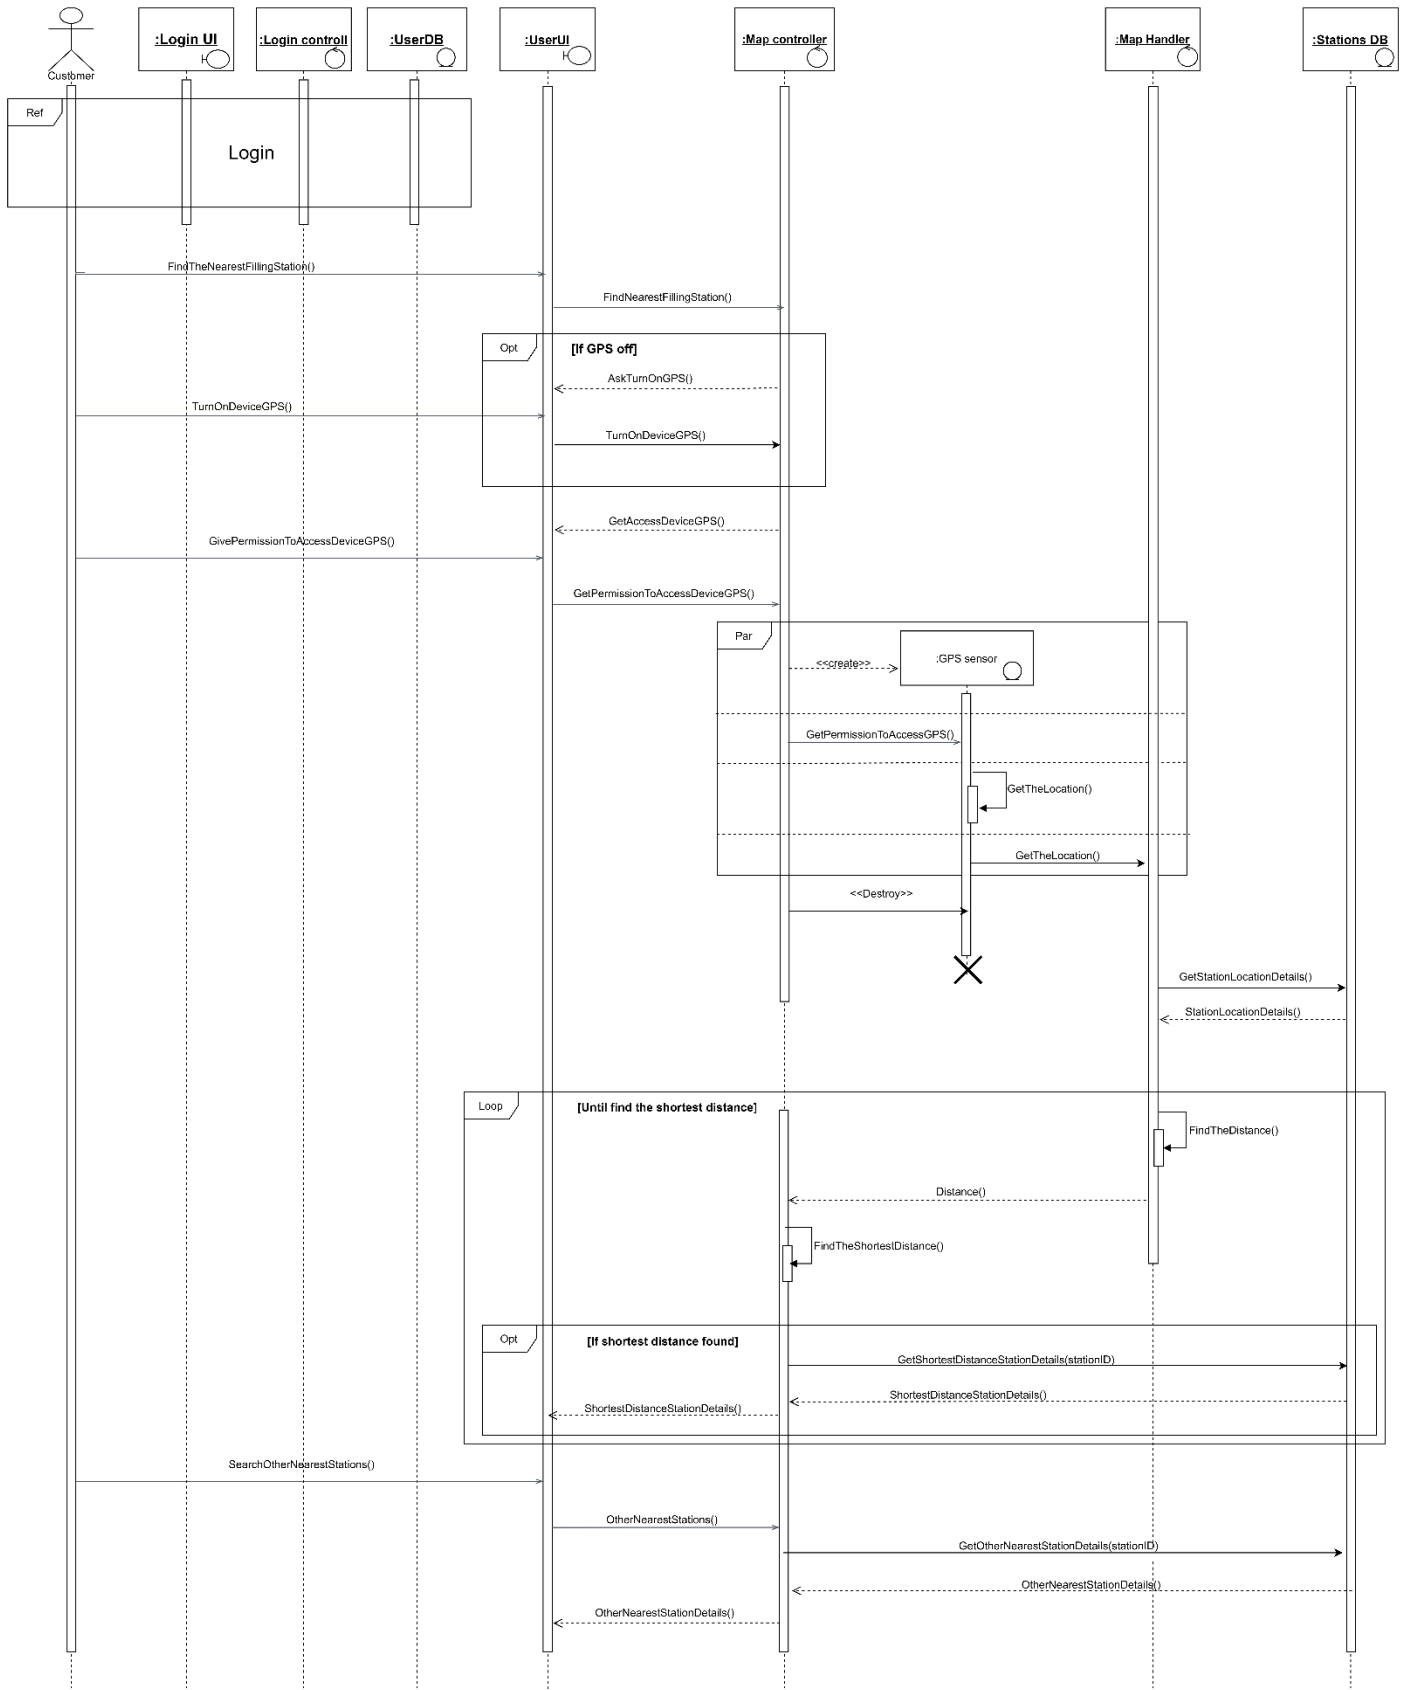 Customer
:Login UI
:Login controll
:UserDB
:UserUI
:Map controller
:Map Handler
:Stations DB
Ref
Login
FindTheNearestFillingStation()
FindNearestFillingStation()
Opt
[If GPS off]
AskTurnOnGPS()
TurnOnDeviceGPS()
TurnOnDeviceGPS()
GetAccessDeviceGPS()
GivePermissionToAccessDeviceGPS()
GetPermissionToAccessDeviceGPS()
Par
<<create>>
:GPS sensor
GetPermissionToAccessGPS()
GetTheLocation()
GetTheLocation()
<<Destroy>>
GetStationLocationDetails()
StationLocationDetails()
Loop
[Until find the shortest distance]
FindTheDistance()
Distance()
FindTheShortestDistance()
Opt
[If shortest distance found]
GetShortestDistanceStationDetails(stationID)
ShortestDistanceStationDetails()
ShortestDistanceStationDetails()
SearchOtherNearestStations()
OtherNearestStations()
GetOtherNearestStationDetails(stationID)
OtherNearestStationDetails()
OtherNearestStationDetails()